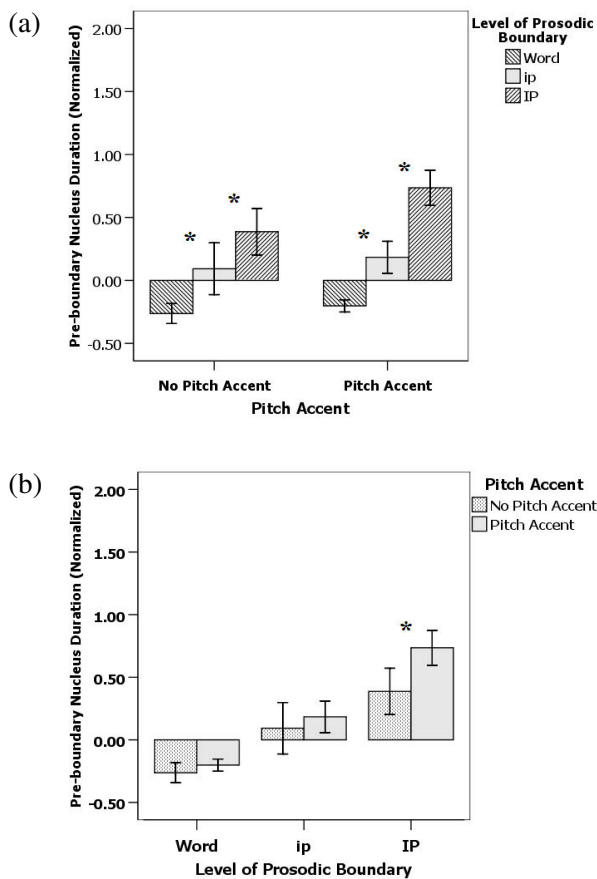 (a)
Level of Prosodic
Boundary
Word
ip
IP
Pre-boundary Nucleus Duration (Normalized)
2.00
1.50
1.00
0.50
0.00
-0.50
*
*
*
*
No Pitch Accent
Pitch Accent
Pitch Accent
(b)
Pitch Accent
No Pitch Accent
Pitch Accent
Pre-boundary Nucleus Duration (Normalized)
2.00
1.50
1.00
0.50
0.00
-0.50
*
Word
ip
IP
Level of Prosodic Boundary